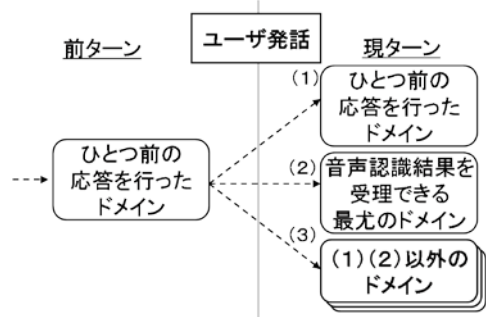 ユーザ発話
前ターン
現ターン
ひとつ前の
応答を行った
ドメイン
(1)
ひとつ前の
応答を行った
ドメイン
(2)
音声認識結果を
受理できる
最尤のドメイン
(3)
(1)(2)以外の
ドメイン